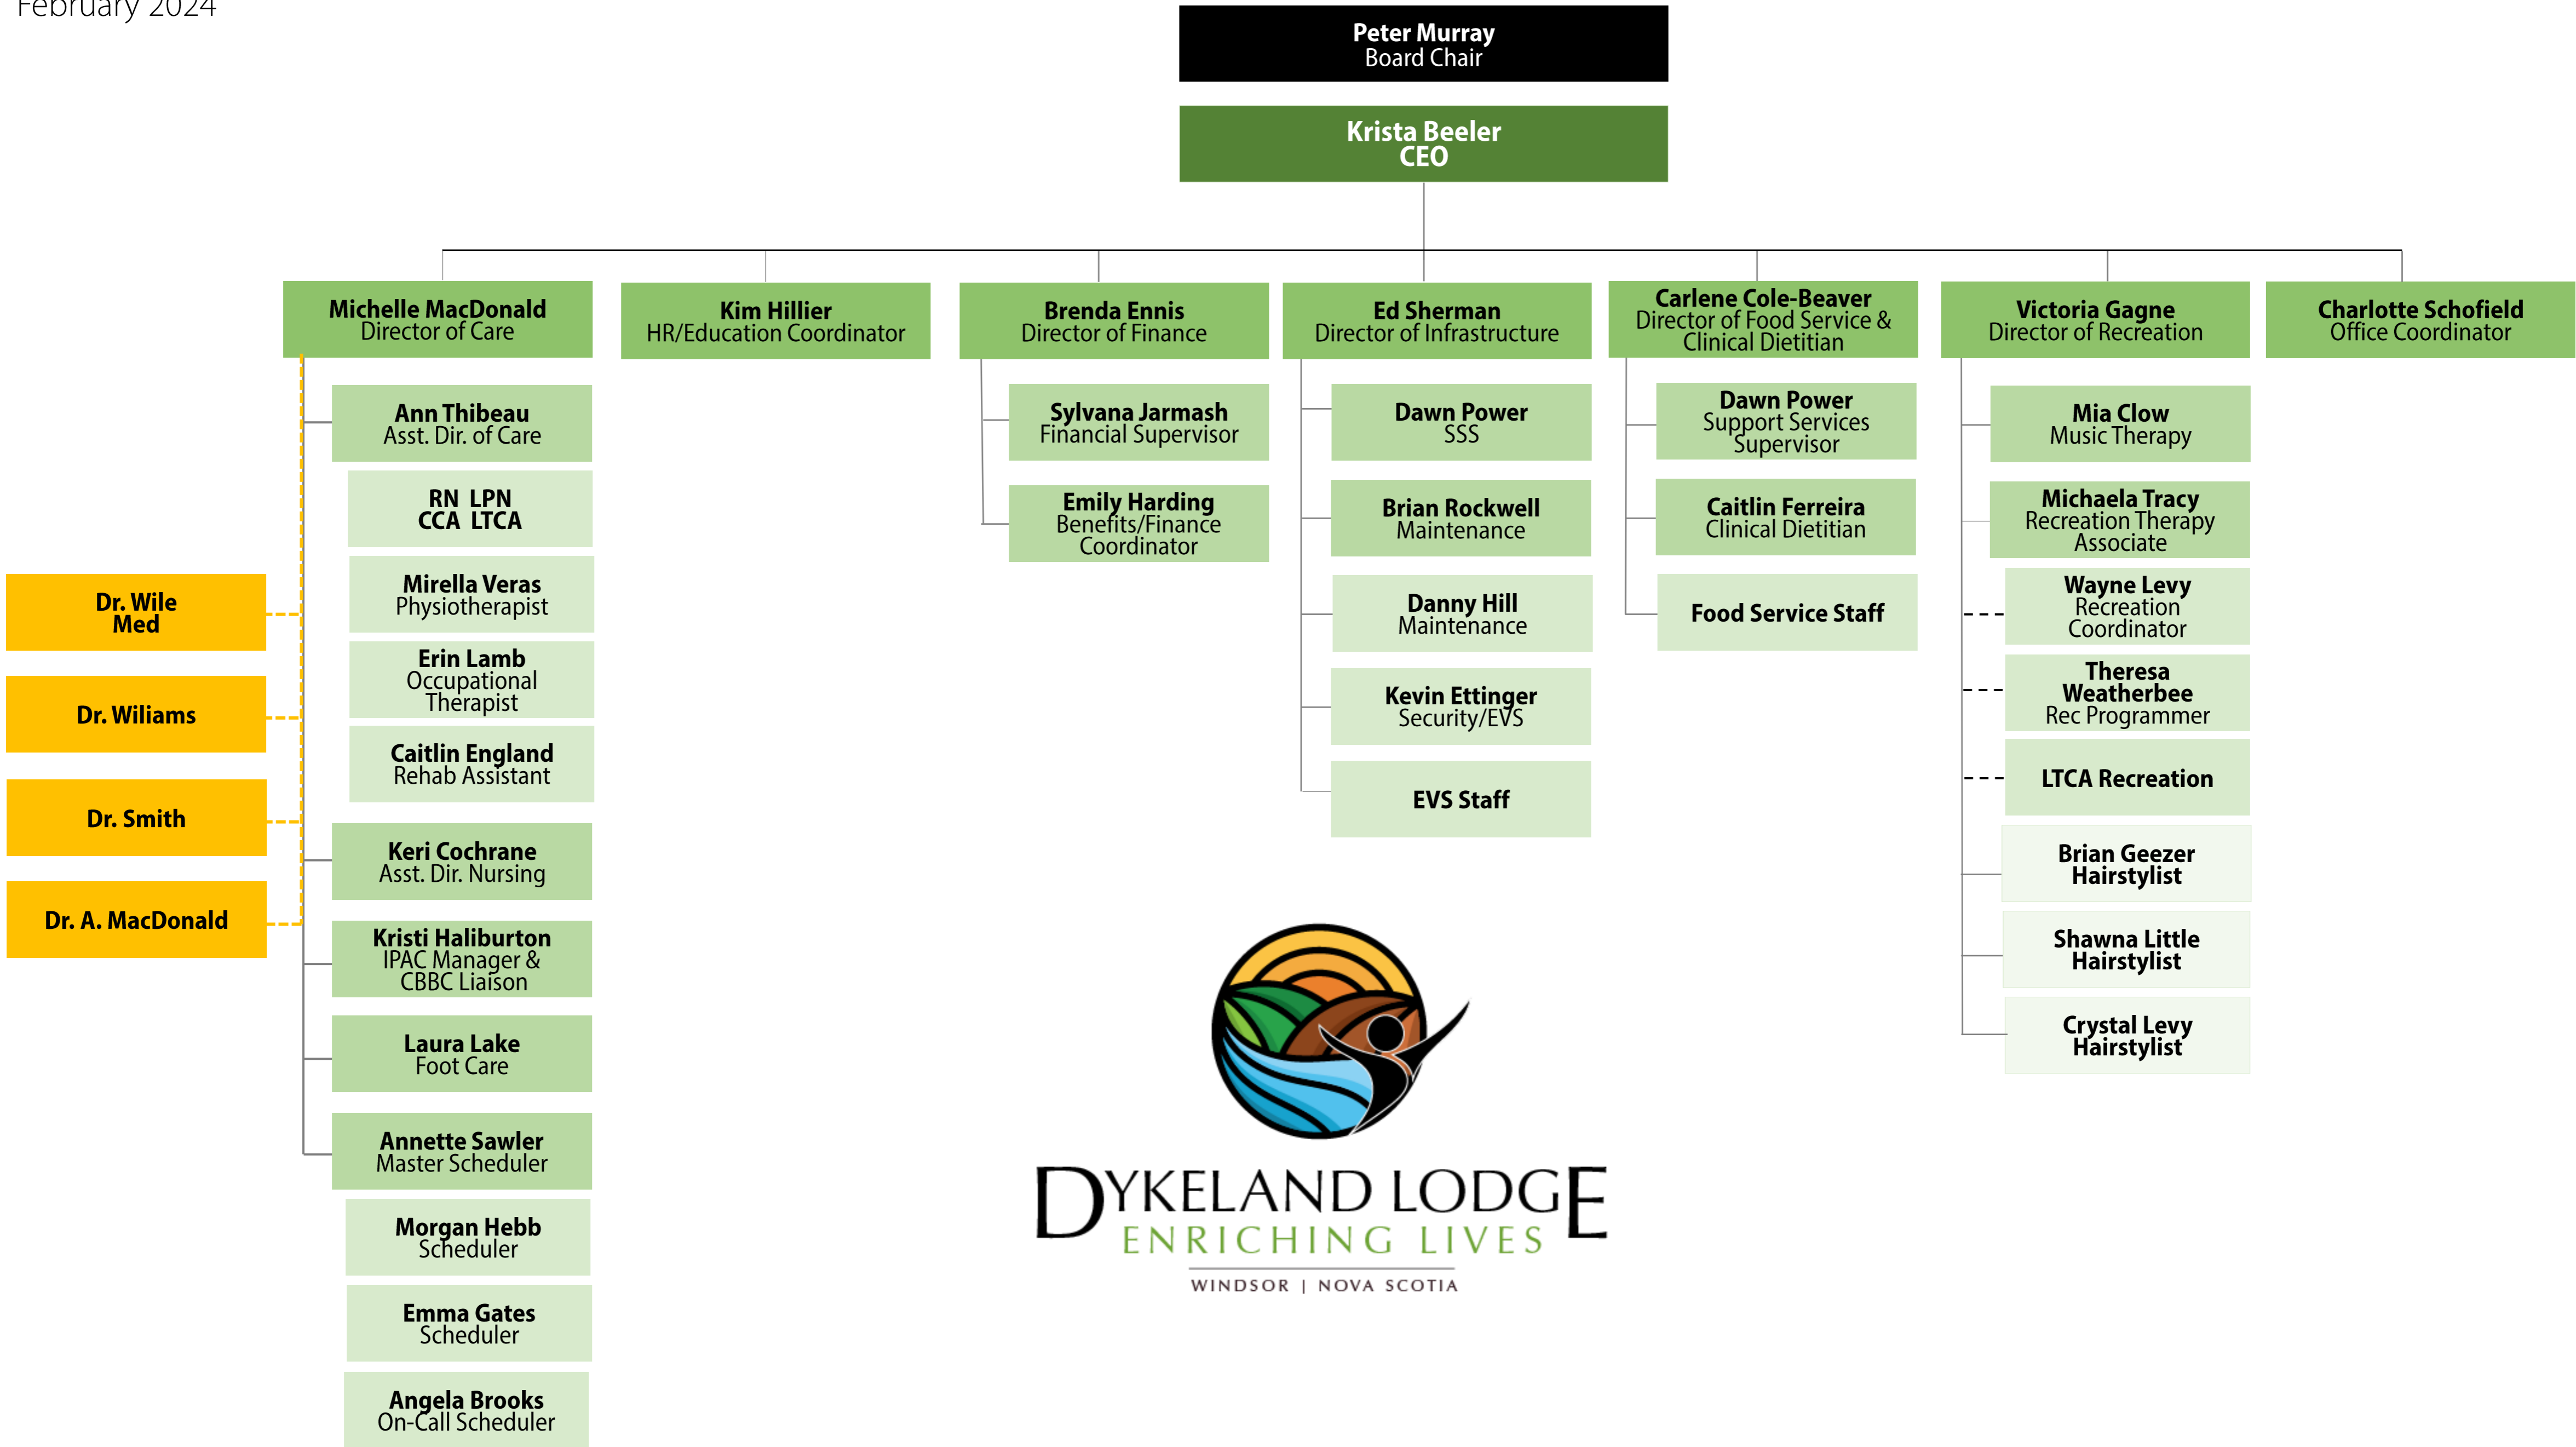 February 2024
Peter Murray
Board Chair
Krista Beeler
CEO
Michelle MacDonald
Director of Care
Kim Hillier
HR/Education Coordinator
Brenda Ennis
Director of Finance
Ed Sherman
Director of Infrastructure
Carlene Cole-Beaver
Director of Food Service &
Clinical Dietitian
Victoria Gagne
Director of Recreation
Charlotte Schofield
Office Coordinator
Dr. Wile
Med
Dr. Wiliams
Dr. Smith
Dr. A. MacDonald
Ann Thibeau
Asst. Dir. of Care
RN LPN
CCA LTCA
Mirella Veras
Physiotherapist
Erin Lamb
Occupational
Therapist
Caitlin England
Rehab Assistant
Keri Cochrane
Asst. Dir. Nursing
Kristi Haliburton
IPAC Manager &
CBBC Liaison
Laura Lake
Foot Care
Annette Sawler
Master Scheduler
Morgan Hebb
Scheduler
Emma Gates
Scheduler
Angela Brooks
On-Call Scheduler
Sylvana Jarmash
Financial Supervisor
Emily Harding
Benefits/Finance
Coordinator
Dawn Power
SSS
Brian Rockwell
Maintenance
Danny Hill
Maintenance
Kevin Ettinger
Security/EVS
EVS Staff
Dawn Power
Support Services
Supervisor
Caitlin Ferreira
Clinical Dietitian
Food Service Staff
Mia Clow
Music Therapy
Michaela Tracy
Recreation Therapy
Associate
Wayne Levy
Recreation
Coordinator
Theresa
Weatherbee
Rec Programmer
LTCA Recreation
Brian Geezer
Hairstylist
Shawna Little
Hairstylist
Crystal Levy
Hairstylist
DYKELAND LODGE
ENRICHING LIVES
WINDSOR | NOVA SCOTIA